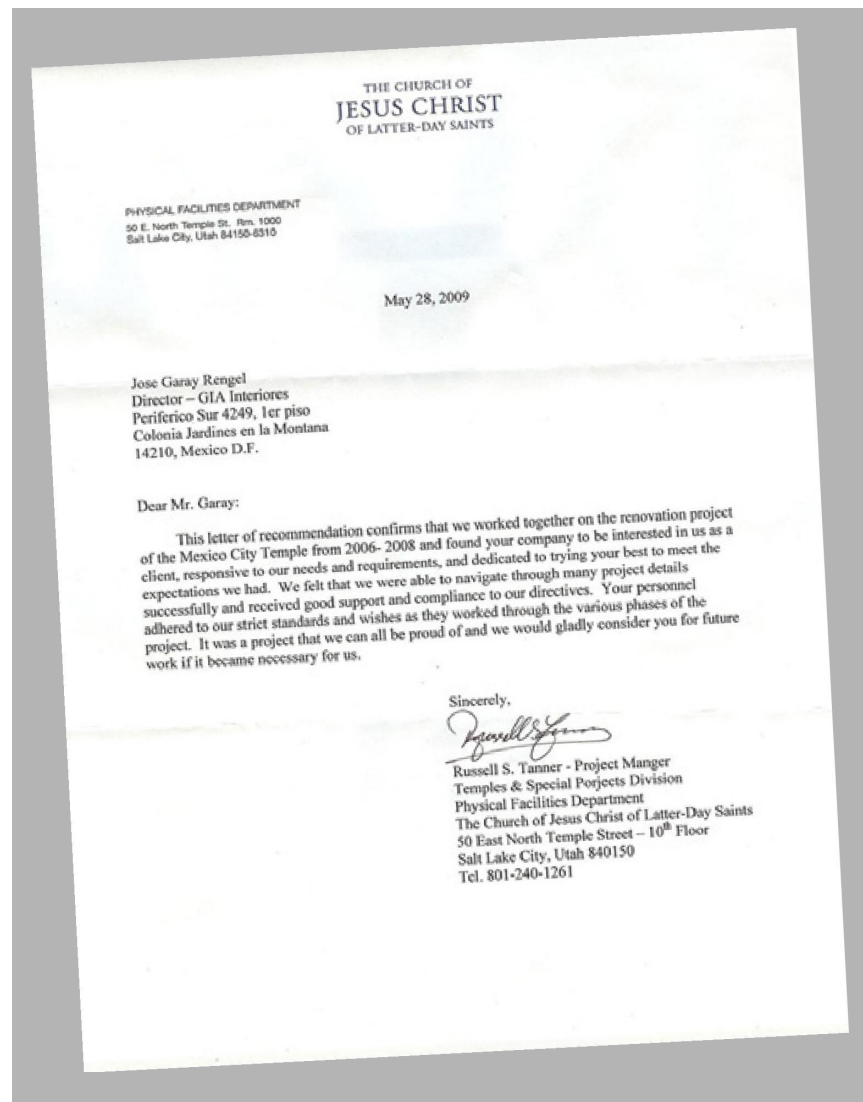 THE CHURCH OF
JESUS CHRIST
OF LATTER-DAY SAINTS
PHYSICAL FACILITIES DEPARTMENT
50 E. North Temple St. Rm. 1000
Salt Lake City, Utah 84150-6310
May 28, 2009
Jose Garay Rengel
Director – GIA Interiores
Periferico Sur 4249, 1er piso
Colonia Jardines en la Montana
14210, Mexico D.F.
Dear Mr. Garay:
This letter of recommendation confirms that we worked together on the renovation project
of the Mexico City Temple from 2006- 2008 and found your company to be interested in us as a
client, responsive to our needs and requirements, and dedicated to trying your best to meet the
expectations we had. We felt that we were able to navigate through many project details
successfully and received good support and compliance to our directives. Your personnel
adhered to our strict standards and wishes as they worked through the various phases of the
project. It was a project that we can all be proud of and we would gladly consider you for future
work if it became necessary for us.
Sincerely,
Russell S. Tanner - Project Manger
Temples & Special Porjects Division
Physical Facilities Department
The Church of Jesus Christ of Latter-Day Saints
50 East North Temple Street – 10th Floor
Salt Lake City, Utah 840150
Tel. 801-240-1261